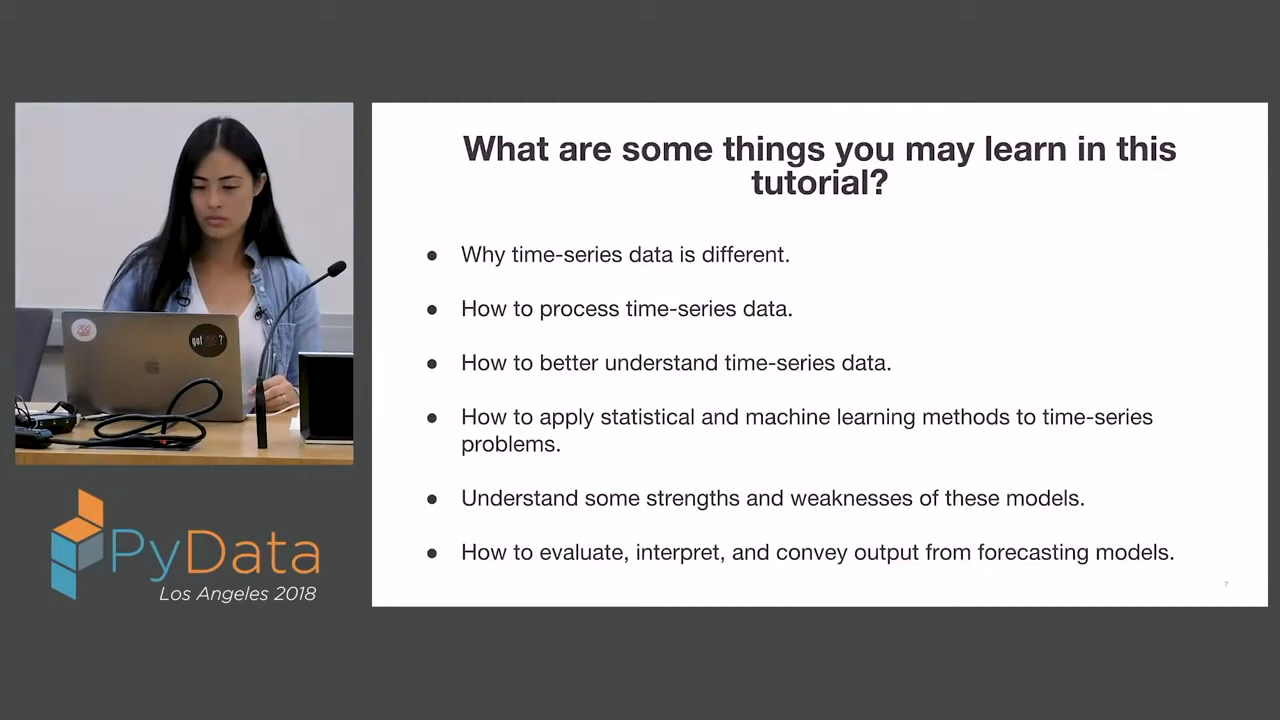 What are some things you may learn in this
tutorial?
● Why time-series data is different.
● How to process time-series data.
● How to better understand time-series data.
● How to apply statistical and machine learning methods to time-series
problems.
● Understand some strengths and weaknesses of these models.
● How to evaluate, interpret, and convey output from forecasting models.
7
got ?
PyData
Los Angeles 2018